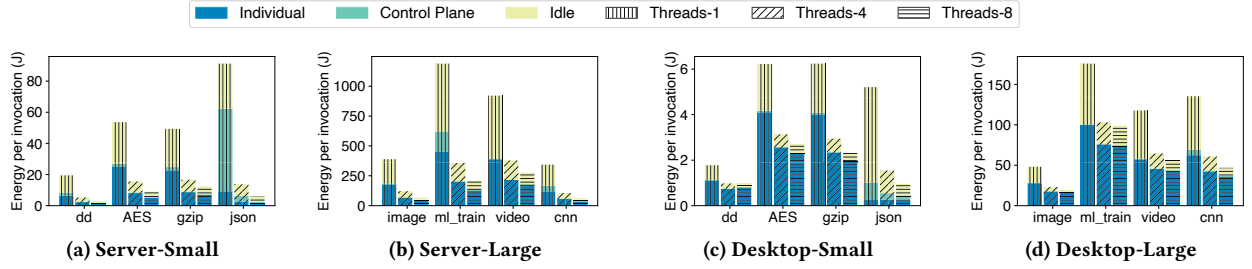 Individual Control Plane Idle Threads-1 Threads-4 Threads-8
Energy per invocation (J)
80
60
40
20
0
dd AES gzip json
(a) Server-Small
Energy per invocation (J)
1000
750
500
250
0
image ml_train video cnn
(b) Server-Large
Energy per invocation (J)
6
4
2
0
dd AES gzip json
(c) Desktop-Small
Energy per invocation (J)
150
100
50
0
image ml_train video cnn
(d) Desktop-Large